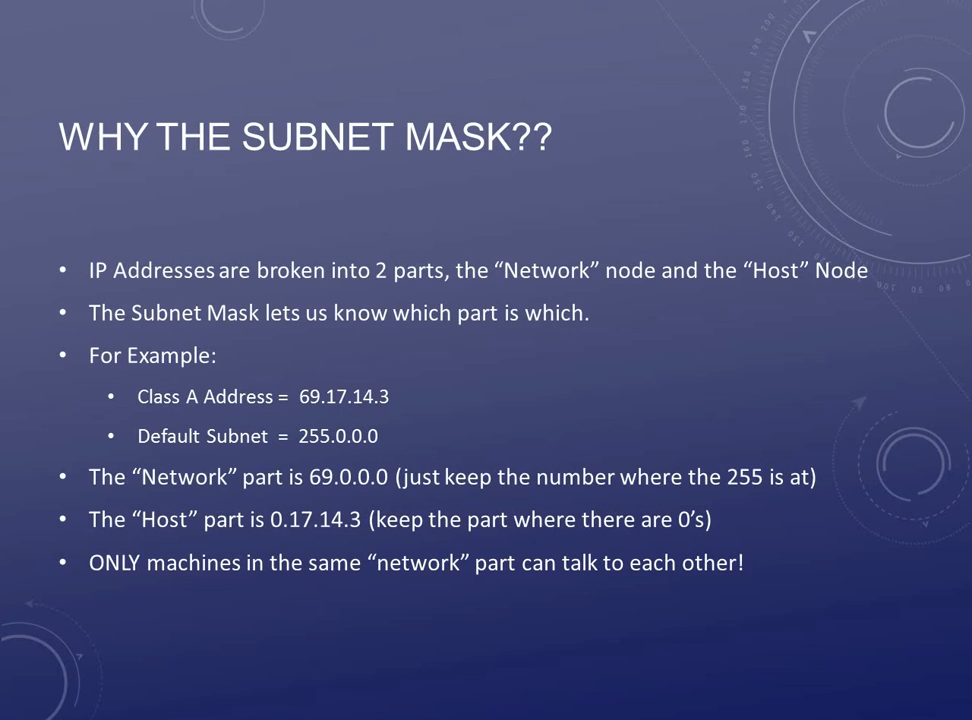 WHY THE SUBNET MASK??
• IP Addresses are broken into 2 parts, the “Network” node and the “Host” Node
• The Subnet Mask lets us know which part is which.
• For Example:
• Class A Address = 69.17.14.3
• Default Subnet = 255.0.0.0
• The “Network” part is 69.0.0.0 (just keep the number where the 255 is at)
• The “Host” part is 0.17.14.3 (keep the part where there are 0’s)
• ONLY machines in the same “network” part can talk to each other!